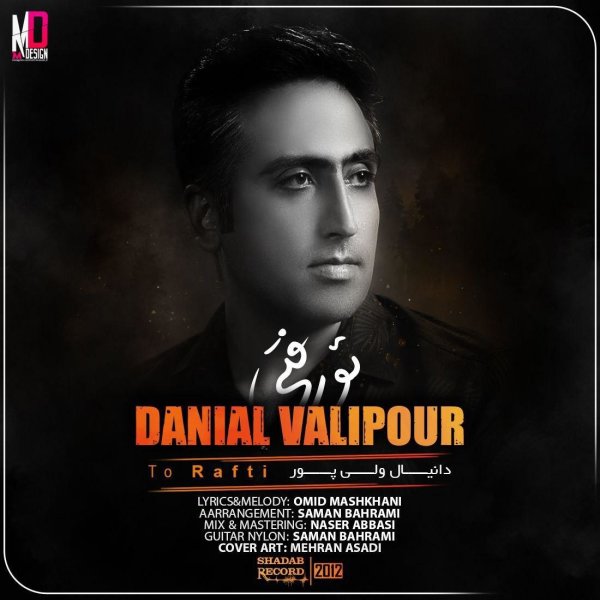 MD
DESIGN
تو رفتی
DANIAL VALIPOUR
To Rafti دانیال ولی پور
LYRICS&MELODY: OMID MASHKHANI
AARRANGEMENT: SAMAN BAHRAMI
MIX & MASTERING: NASER ABBASI
GUITAR NYLON: SAMAN BAHRAMI
COVER ART: MEHRAN ASADI
SHADAB
RECORD 2012